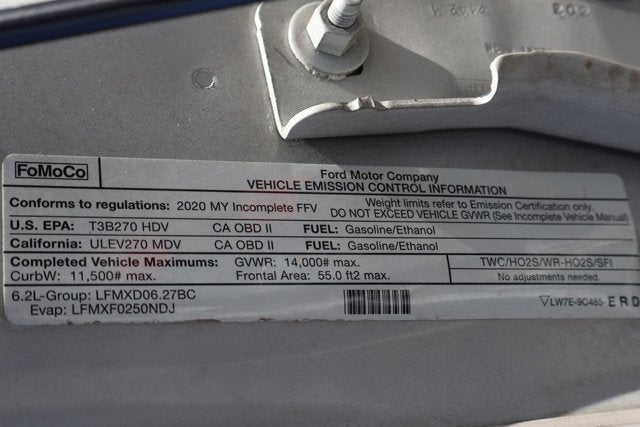 FoMoCo
Ford Motor Company
VEHICLE EMISSION CONTROL INFORMATION
Conforms to regulations: 2020 MY Incomplete FFV
Weight limits refer to Emission Certification only.
DO NOT EXCEED VEHICLE GVWR (See Incomplete Vehicle Manual)
U.S. EPA: T3B270 HDV CA OBD II FUEL: Gasoline/Ethanol
California: ULEV270 MDV CA OBD II FUEL: Gasoline/Ethanol
Completed Vehicle Maximums: GVWR: 14,000# max.
CurbW: 11,500# max. Frontal Area: 55.0 ft2 max.
TWC/HO2S/WR-HO2S/SFI
No adjustments needed.
6.2L-Group: LFMXD06.27BC
Evap: LFMXF0250NDJ
LW7E-9C485- ERD